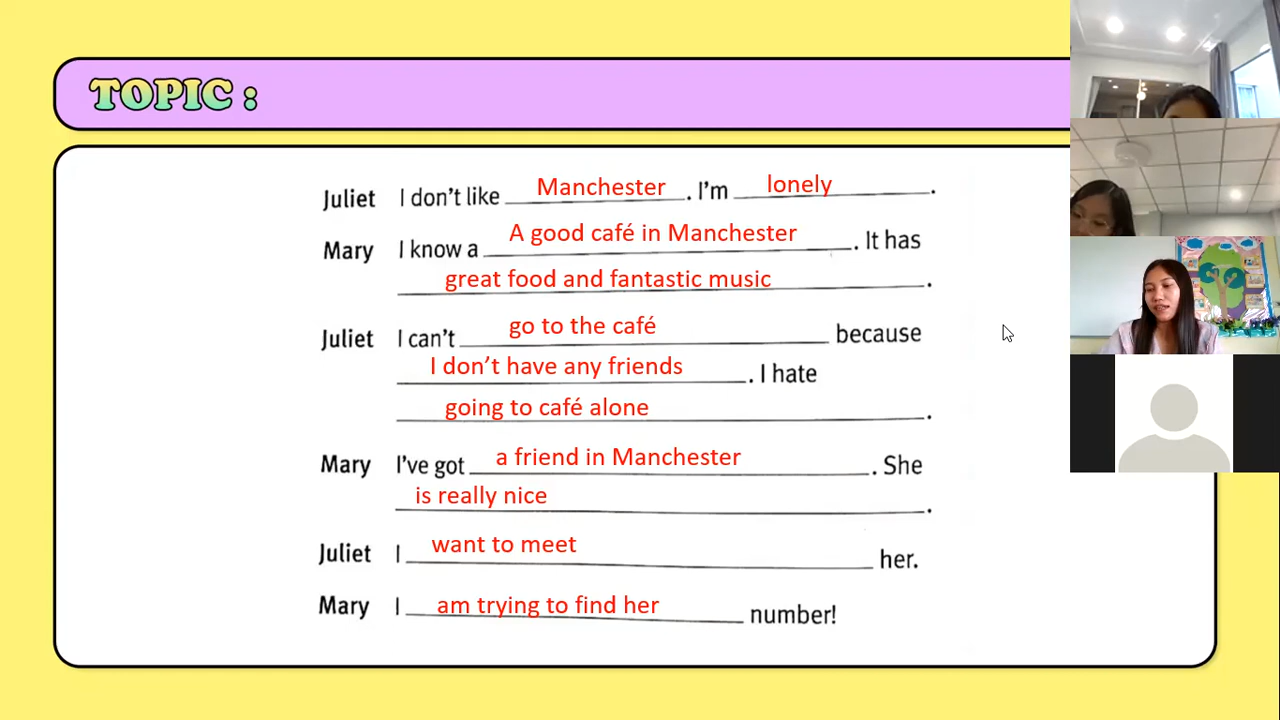 TOPIC :
Juliet I don't like Manchester. I'm lonely.
Mary I know a A good café in Manchester. It has
great food and fantastic music.
Juliet I can't go to the café because
I don't have any friends. I hate
going to café alone.
Mary I've got a friend in Manchester. She
is really nice.
Juliet I want to meet her.
Mary I am trying to find her number!